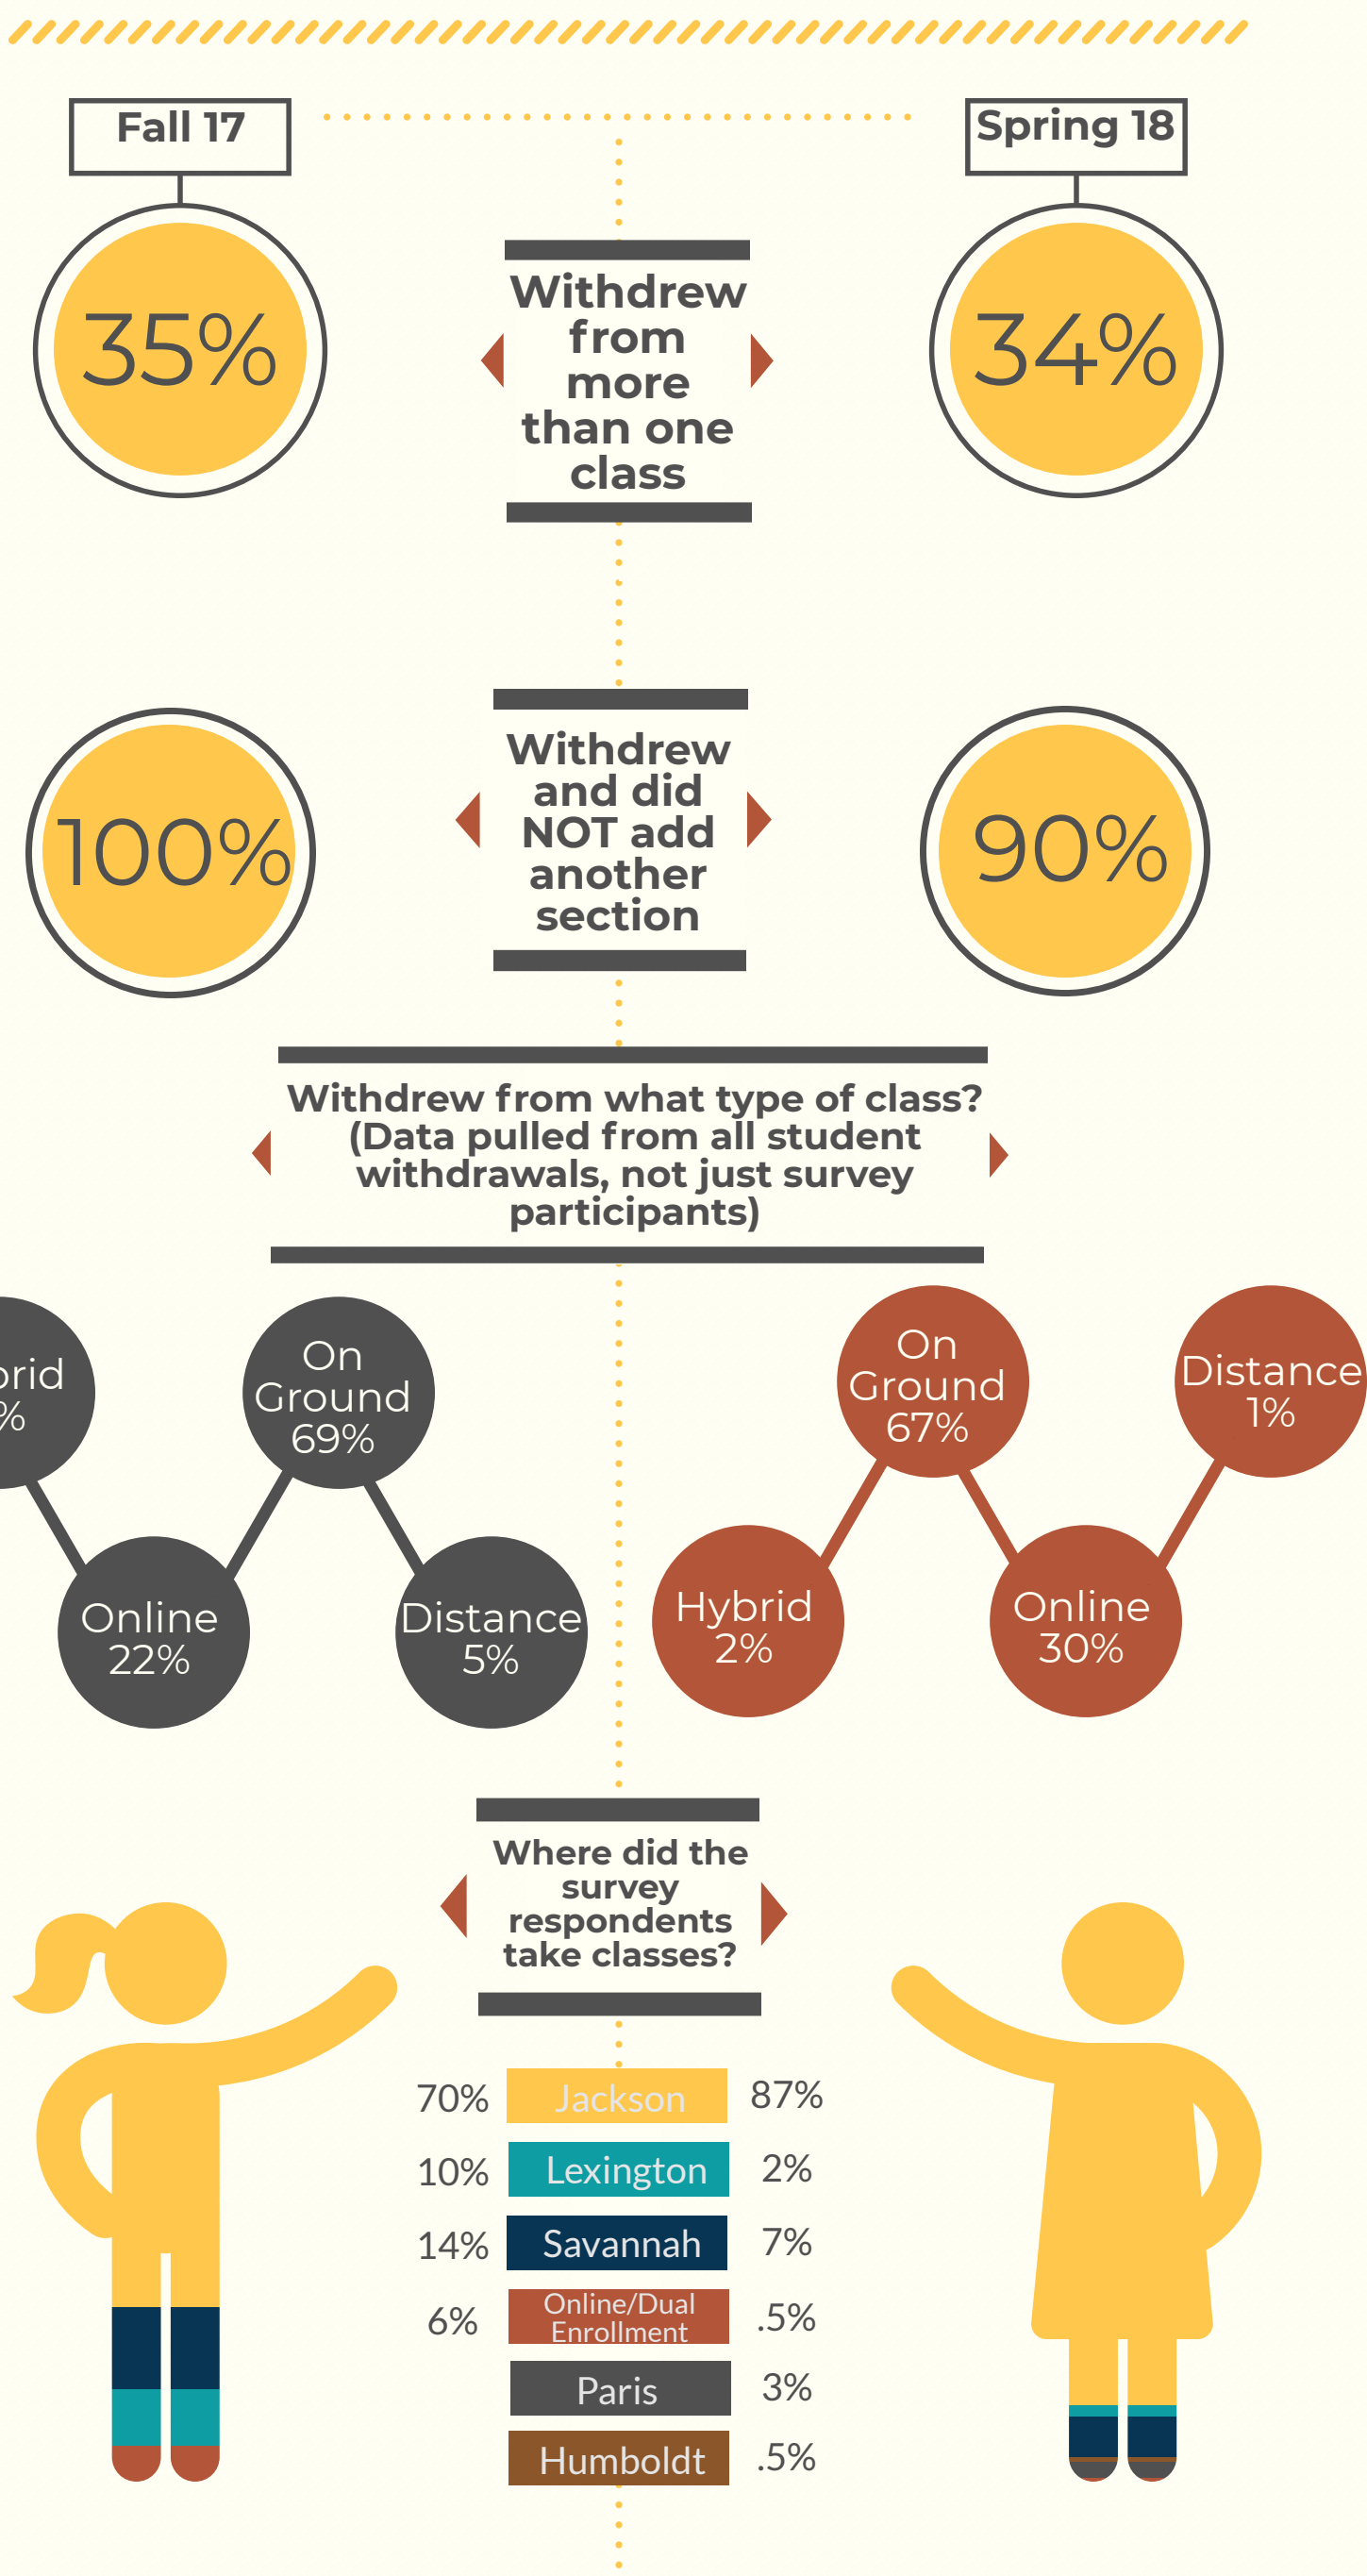 Fall 17
Spring 18
35%
Withdrew
from
more
than one
class
34%
100%
Withdrew
and did
NOT add
another
section
90%
Withdrew from what type of class?
(Data pulled from all student
withdrawals, not just survey
participants)
%
On
Ground
69%
Online
22%
Distance
5%
Hybrid
2%
On
Ground
67%
Online
30%
Distance
1%
Where did the
survey
respondents
take classes?
70% Jackson 87%
10% Lexington 2%
14% Savannah 7%
6% Online/Dual
Enrollment .5%
Paris 3%
Humboldt .5%